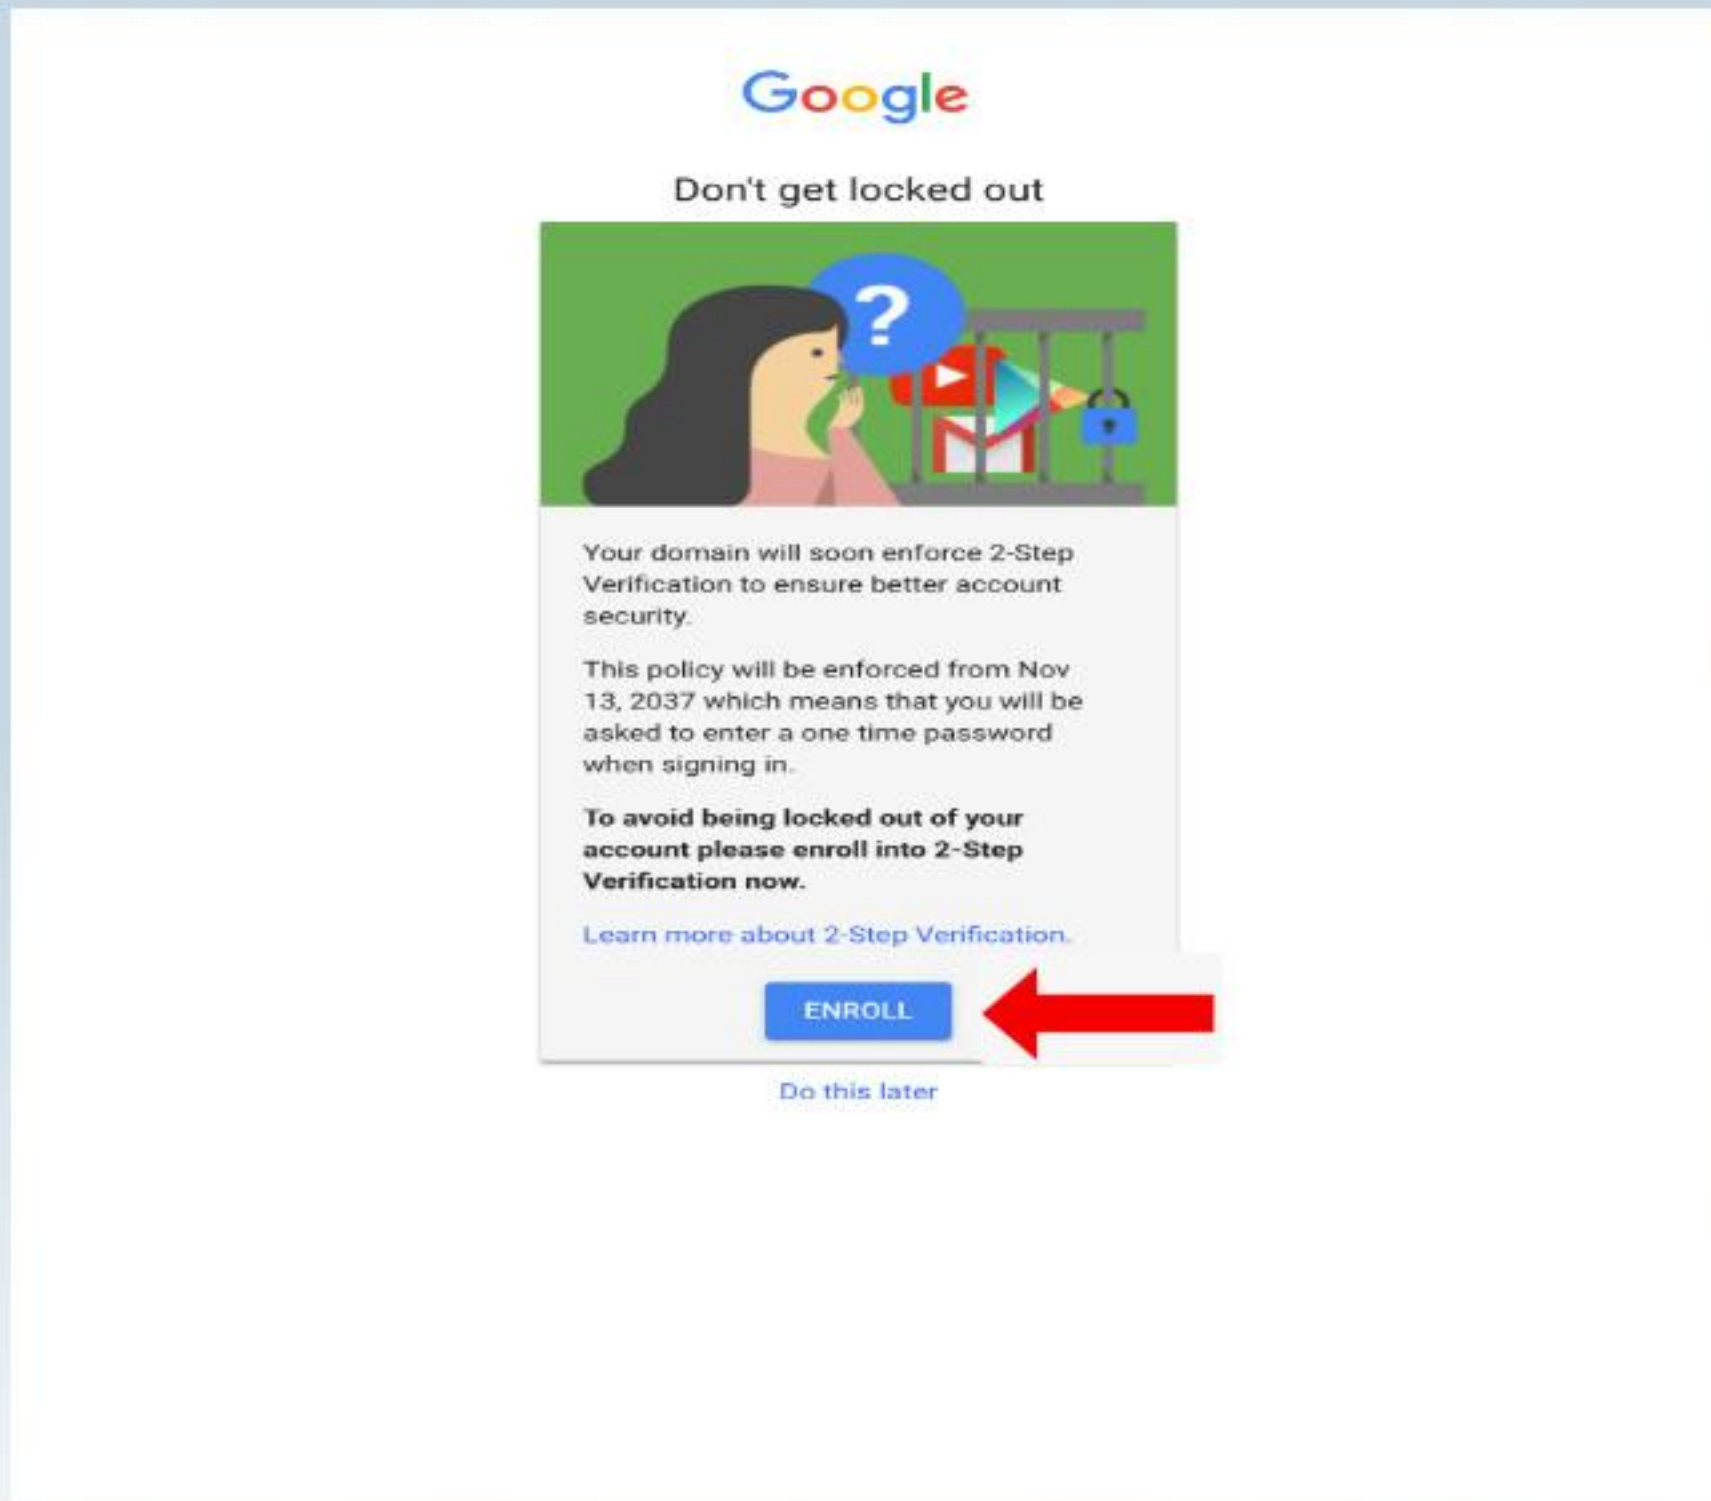 Google
Don't get locked out
?
Your domain will soon enforce 2-Step
Verification to ensure better account
security.
This policy will be enforced from Nov
13, 2037 which means that you will be
asked to enter a one time password
when signing in.
To avoid being locked out of your
account please enroll into 2-Step
Verification now.
Learn more about 2-Step Verification.
ENROLL
Do this later